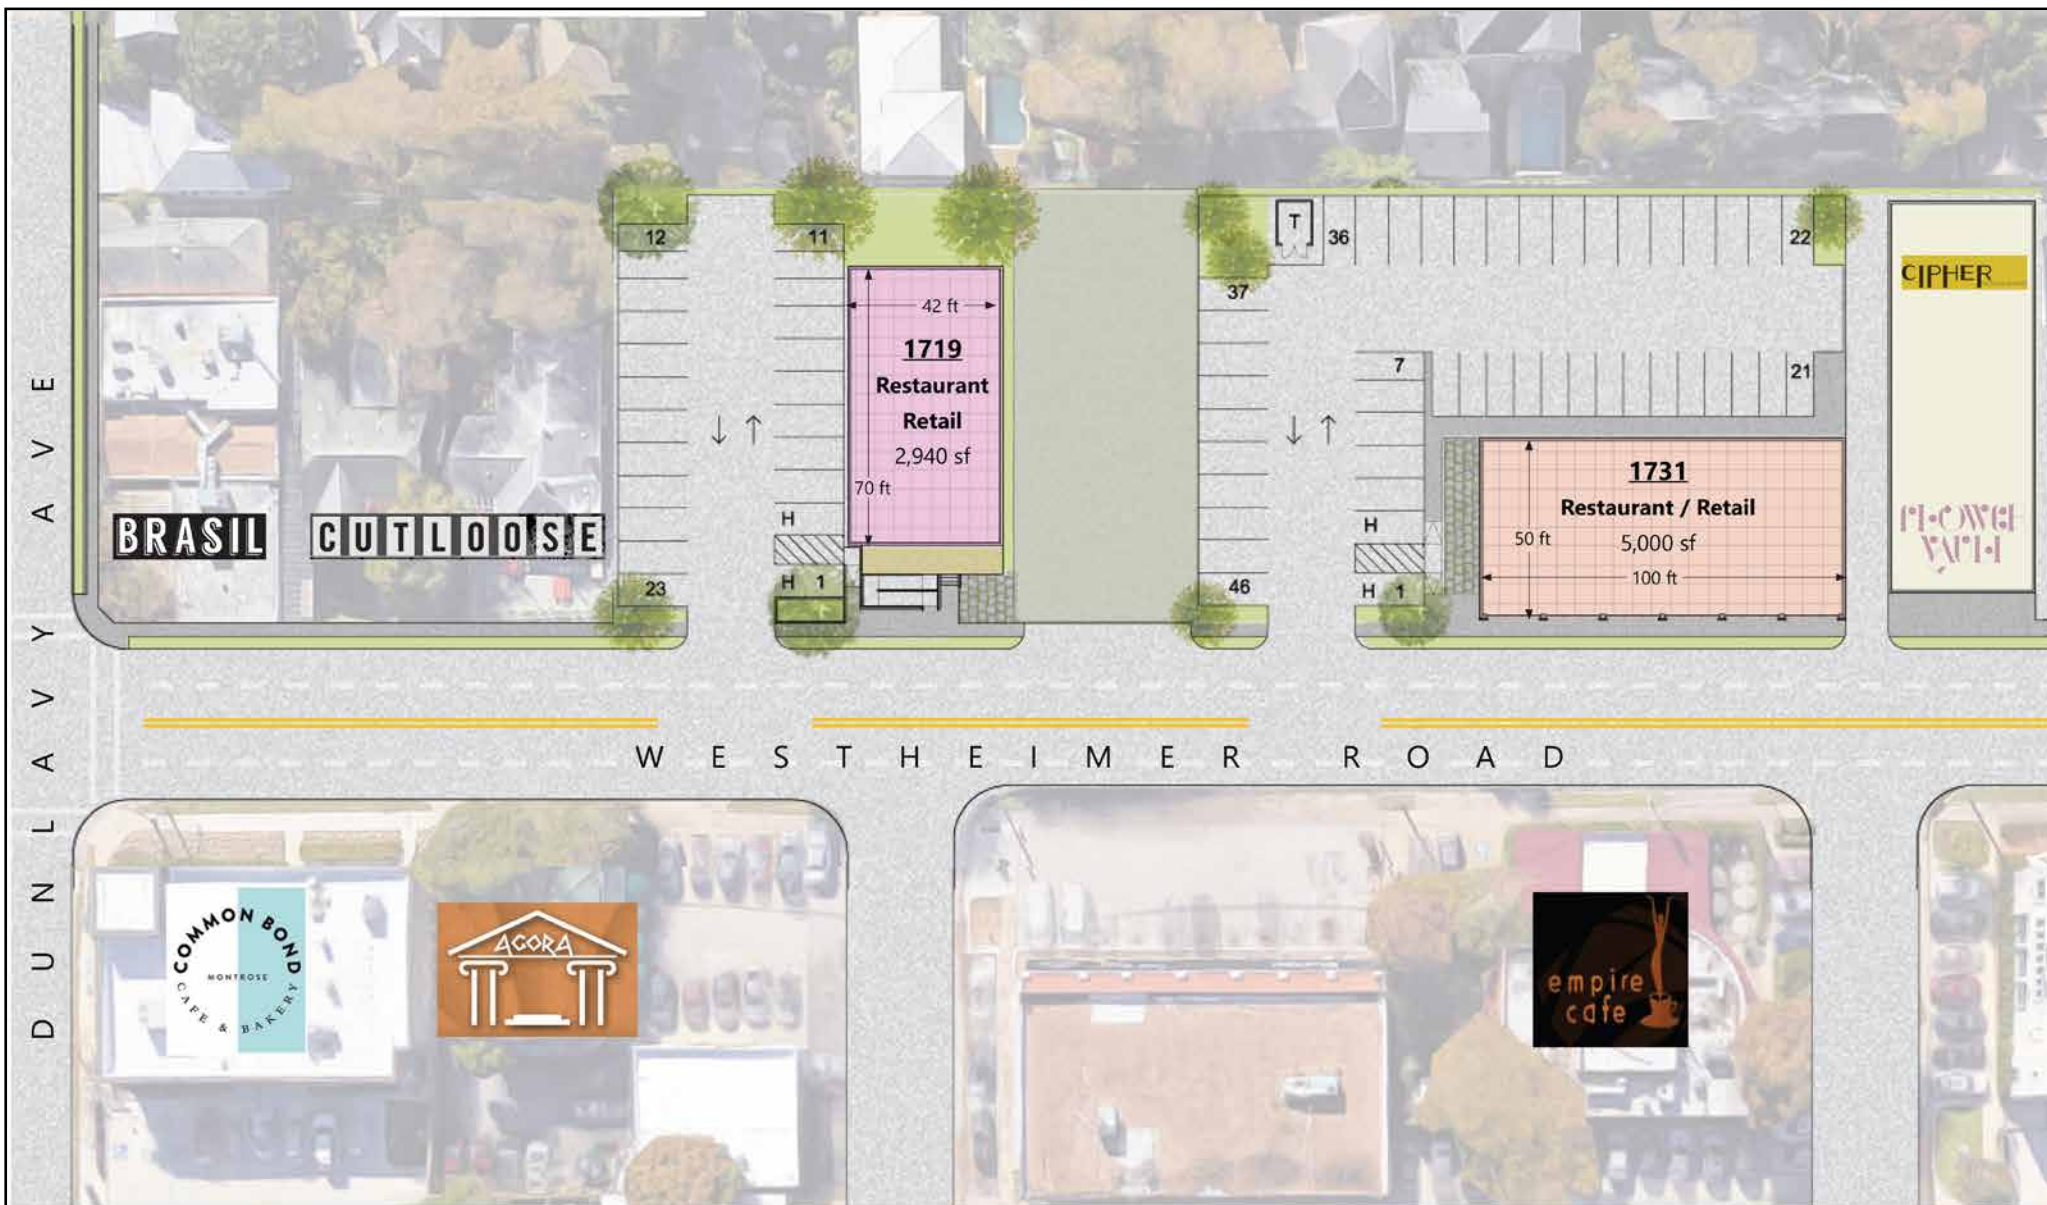 12
11
T
36
22
37
CIPHER
42 ft
1719
Restaurant
Retail
2,940 sf
70 ft
7
21
1731
Restaurant / Retail
5,000 sf
50 ft
100 ft
BRASIL
CUTLOOSE
H
H 1
23
H
H 1
46
FLOWER
VAULT
WESTHEIMER ROAD
DUNLAVY AVE
COMMON BOND
MONTROSE
CAFE & BAKERY
AGORA
empire
cafe